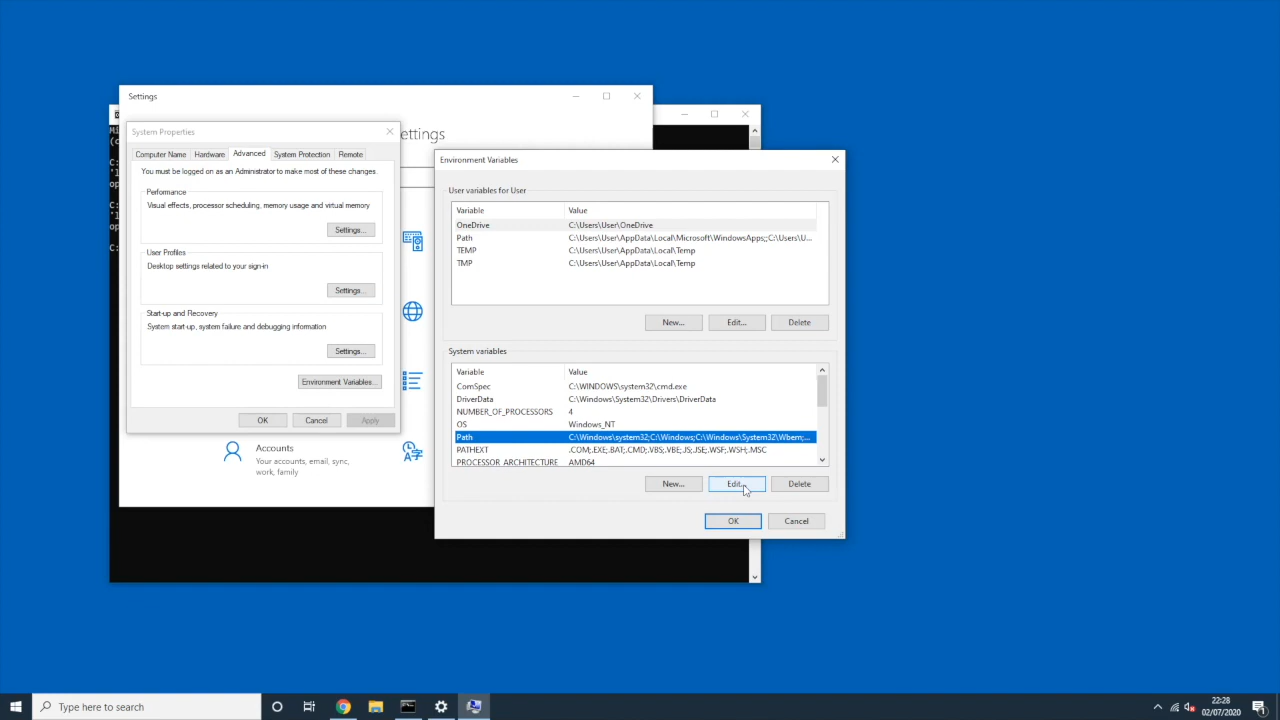 Settings
ettings
Mi
(c
C:
'l
op
C:
'l
op
C:
System Properties
Computer Name
Hardware
Advanced
System Protection
Remote
You must be logged on as an Administrator to make most of these changes.
Performance
Visual effects, processor scheduling, memory usage and virtual memory
Settings...
User Profiles
Desktop settings related to your sign-in
Settings...
Start-up and Recovery
System start-up, system failure and debugging information
Settings...
Environment Variables...
OK
Cancel
Apply
Accounts
Your accounts, email, sync,
work, family
Environment Variables
User variables for User
Variable Value
OneDrive C:\Users\User\OneDrive
Path C:\Users\User\AppData\Local\Microsoft\WindowsApps;;C:\Users\U...
TEMP C:\Users\User\AppData\Local\Temp
TMP C:\Users\User\AppData\Local\Temp
New...
Edit...
Delete
System variables
Variable Value
ComSpec C:\WINDOWS\system32\cmd.exe
DriverData C:\Windows\System32\Drivers\DriverData
NUMBER_OF_PROCESSORS 4
OS Windows_NT
Path C:\Windows\system32;C:\Windows;C:\Windows\System32\Wbem;...
PATHEXT .COM;.EXE;.BAT;.CMD;.VBS;.VBE;.JS;.JSE;.WSF;.WSH;.MSC
PROCESSOR_ARCHITECTURE AMD64
New...
Edit...
Delete
OK
Cancel
Type here to search
22:28
02/07/2020
1